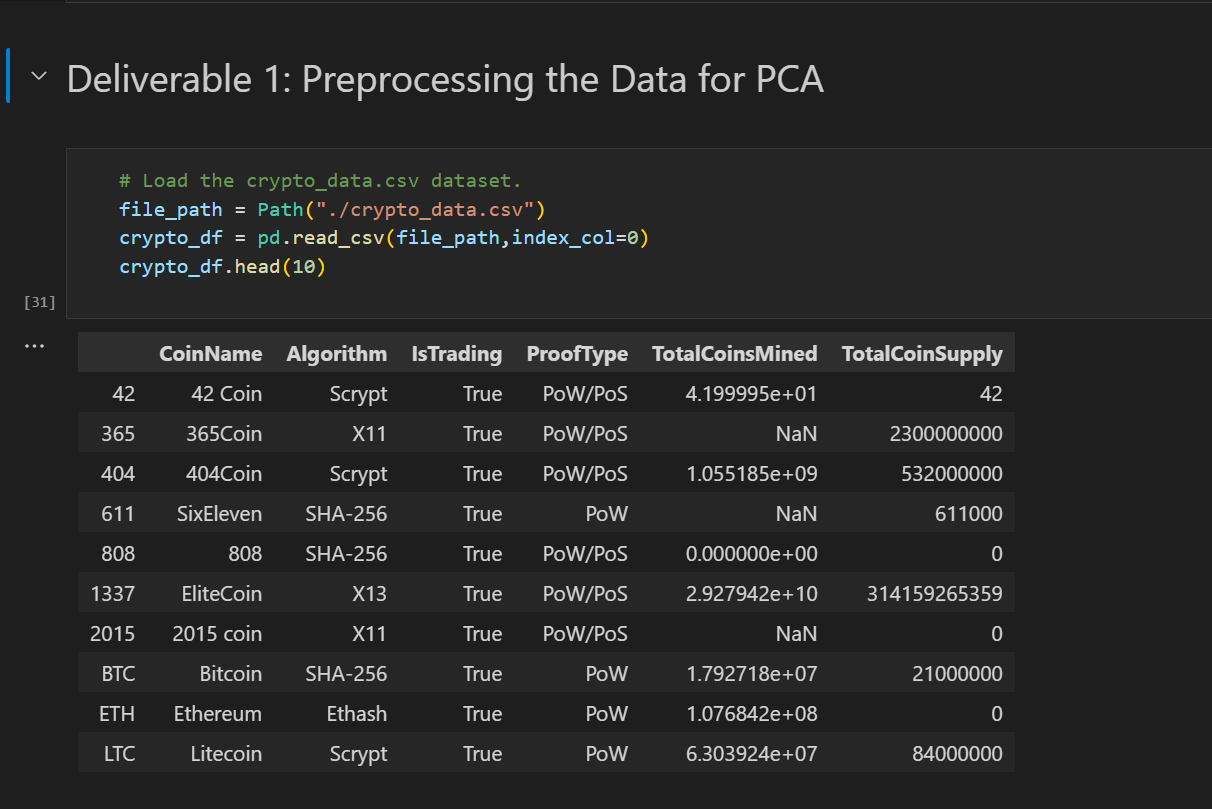 Deliverable 1: Preprocessing the Data for PCA
# Load the crypto_data.csv dataset.
file_path = Path("./crypto_data.csv")
crypto_df = pd.read_csv(file_path,index_col=0)
crypto_df.head(10)
[31]
...
CoinName Algorithm IsTrading ProofType TotalCoinsMined TotalCoinSupply
42 42 Coin Scrypt True PoW/PoS 4.199995e+01 42
365 365Coin X11 True PoW/PoS NaN 2300000000
404 404Coin Scrypt True PoW/PoS 1.055185e+09 532000000
611 SixEleven SHA-256 True PoW NaN 611000
808 808 SHA-256 True PoW/PoS 0.000000e+00 0
1337 EliteCoin X13 True PoW/PoS 2.927942e+10 314159265359
2015 2015 coin X11 True PoW/PoS NaN 0
BTC Bitcoin SHA-256 True PoW 1.792718e+07 21000000
ETH Ethereum Ethash True PoW 1.076842e+08 0
LTC Litecoin Scrypt True PoW 6.303924e+07 84000000